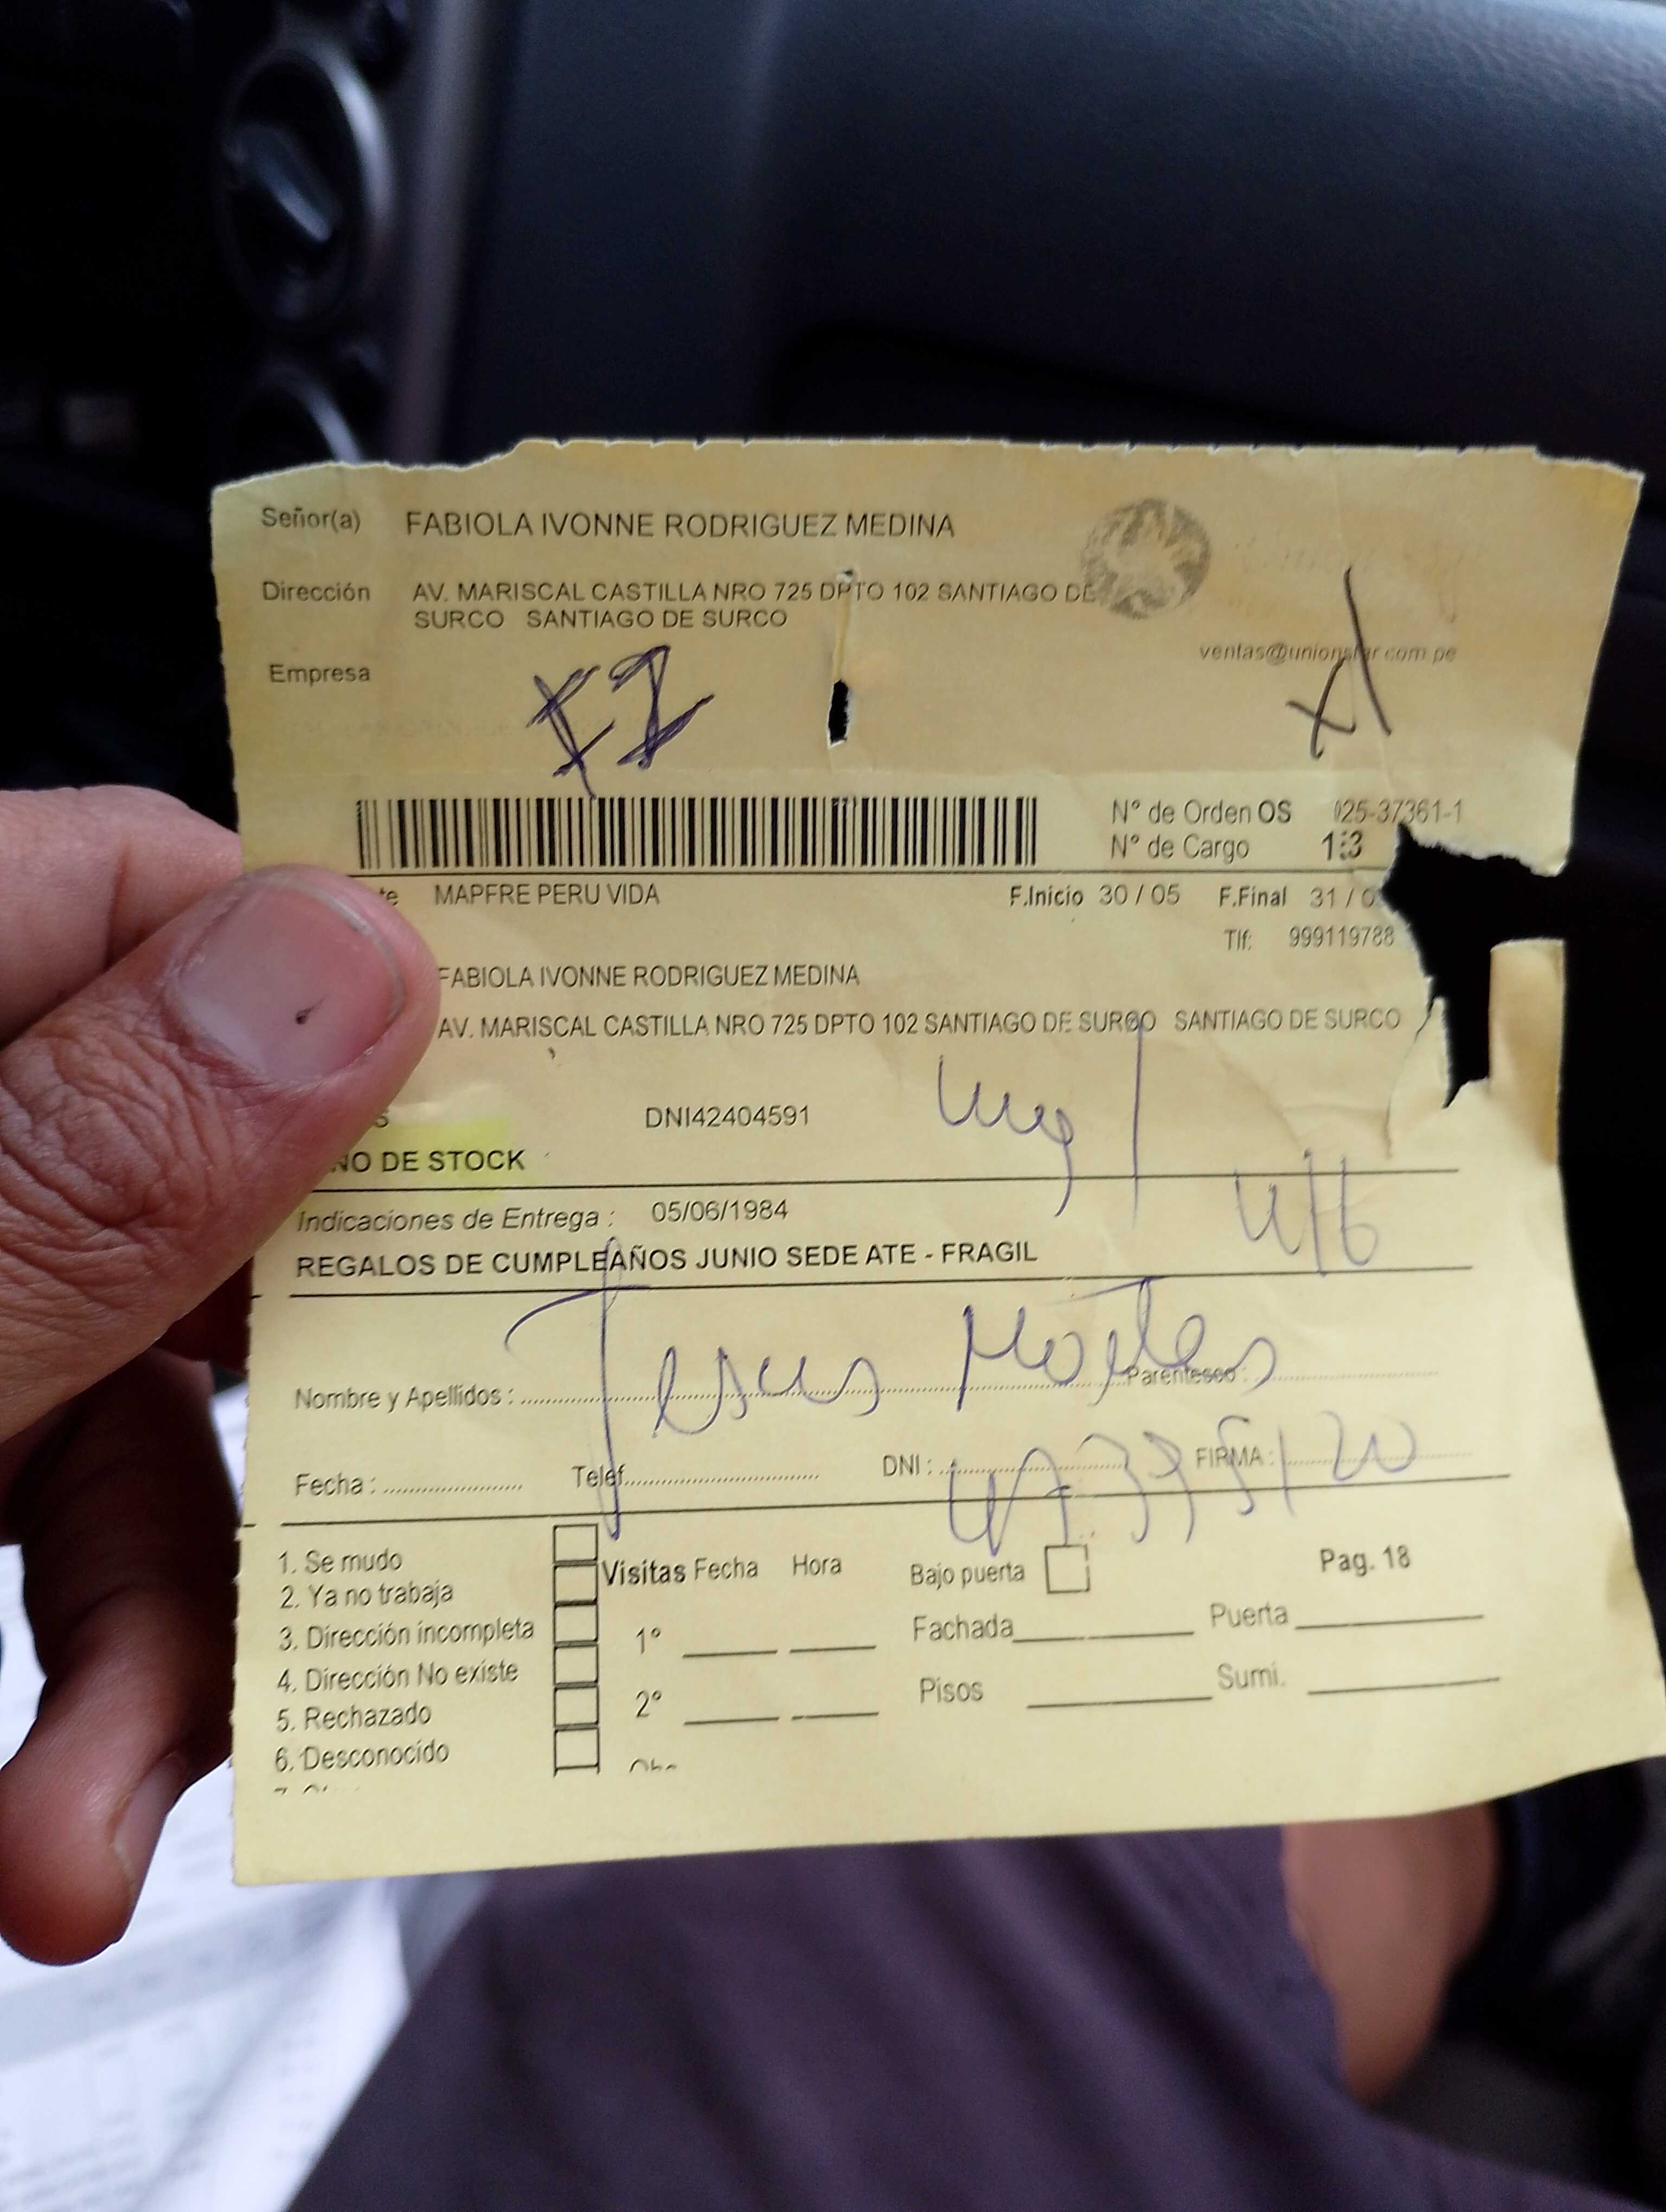 Señor(a) FABIOLA IVONNE RODRIGUEZ MEDINA
Dirección AV. MARISCAL CASTILLA NRO 725 DPTO 102 SANTIAGO DE
SURCO SANTIAGO DE SURCO
ventas@unionstar.com.pe
Empresa
N° de Orden OS 025-37361-1
N° de Cargo 1:3
te MAPFRE PERU VIDA F.Inicio 30 / 05 F.Final 31 / 0
Tlf: 999119788
FABIOLA IVONNE RODRIGUEZ MEDINA
AV. MARISCAL CASTILLA NRO 725 DPTO 102 SANTIAGO DE SURCO SANTIAGO DE SURCO
S DNI42404591
NO DE STOCK
Indicaciones de Entrega : 05/06/1984
4/6
REGALOS DE CUMPLEAÑOS JUNIO SEDE ATE - FRAGIL
Jesus
Nombre y Apellidos : Parentesco :
Fecha : Telef. DNI : FIRMA :
1. Se mudo
2. Ya no trabaja Visitas Fecha Hora Bajo puerta Pag. 18
3. Dirección incompleta 1° Fachada Puerta
4. Dirección No existe
5. Rechazado 2° Pisos Sumi.
6. Desconocido